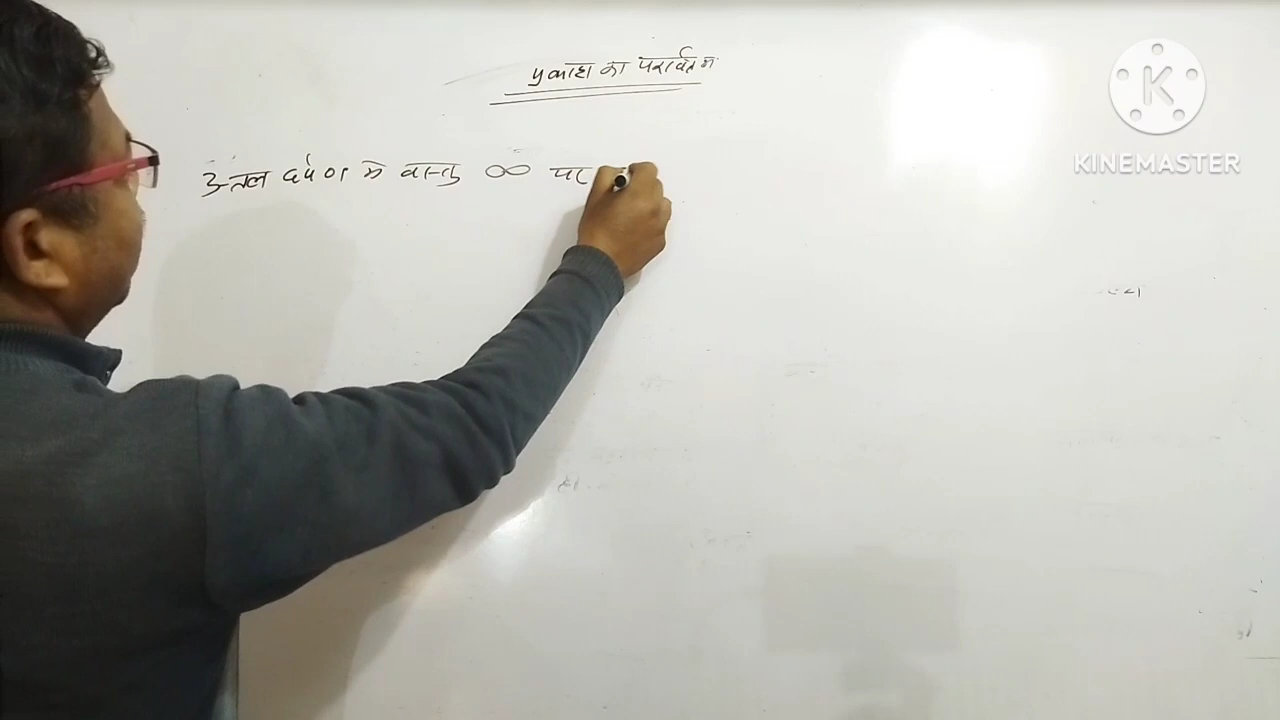 प्रकाश का परावर्तन
उत्तल दर्पण में वस्तु ∞ पर
KINEMASTER